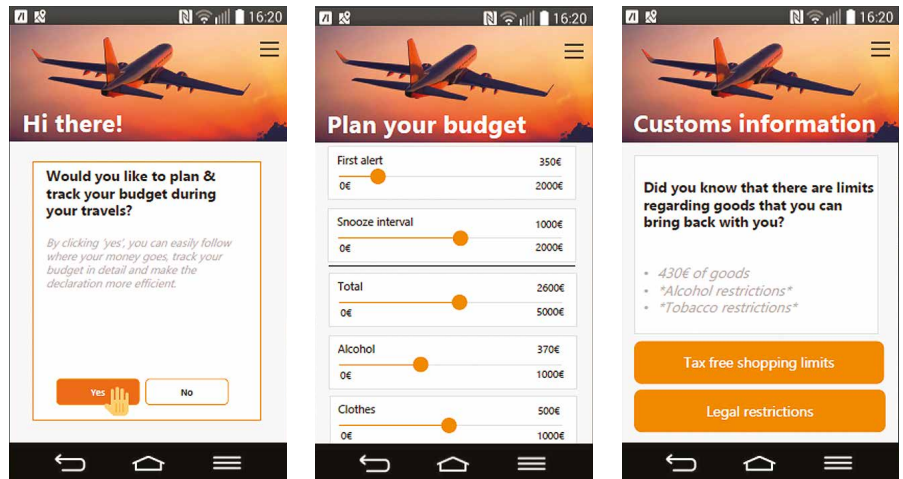 16:20
Hi there!
Would you like to plan &
track your budget during
your travels?
By clicking 'yes', you can easily follow
where your money goes, track your
budget in detail and make the
declaration more efficient.
Yes
No
16:20
Plan your budget
First alert 350€
0€ 2000€
Snooze interval 1000€
0€ 2000€
Total 2600€
0€ 5000€
Alcohol 370€
0€ 1000€
Clothes 500€
0€ 1000€
16:20
Customs information
Did you know that there are limits
regarding goods that you can
bring back with you?
• 430€ of goods
• *Alcohol restrictions*
• *Tobacco restrictions*
Tax free shopping limits
Legal restrictions